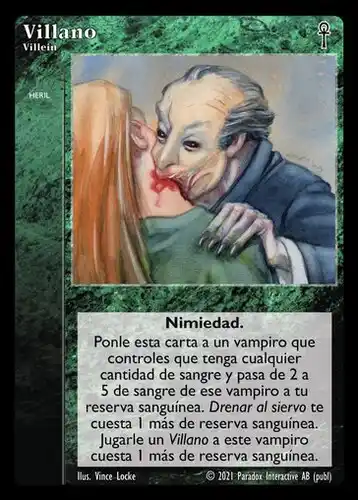 Villano
Villein
HERIL
Nimiedad.
Ponle esta carta a un vampiro que
controles que tenga cualquier
cantidad de sangre y pasa de 2 a
5 de sangre de ese vampiro a tu
reserva sanguínea. Drenar al siervo te
cuesta 1 más de reserva sanguínea.
Jugarle un Villano a este vampiro
cuesta 1 más de reserva sanguínea.
Ilus. Vince Locke
© 2021 Paradox Interactive AB (publ)